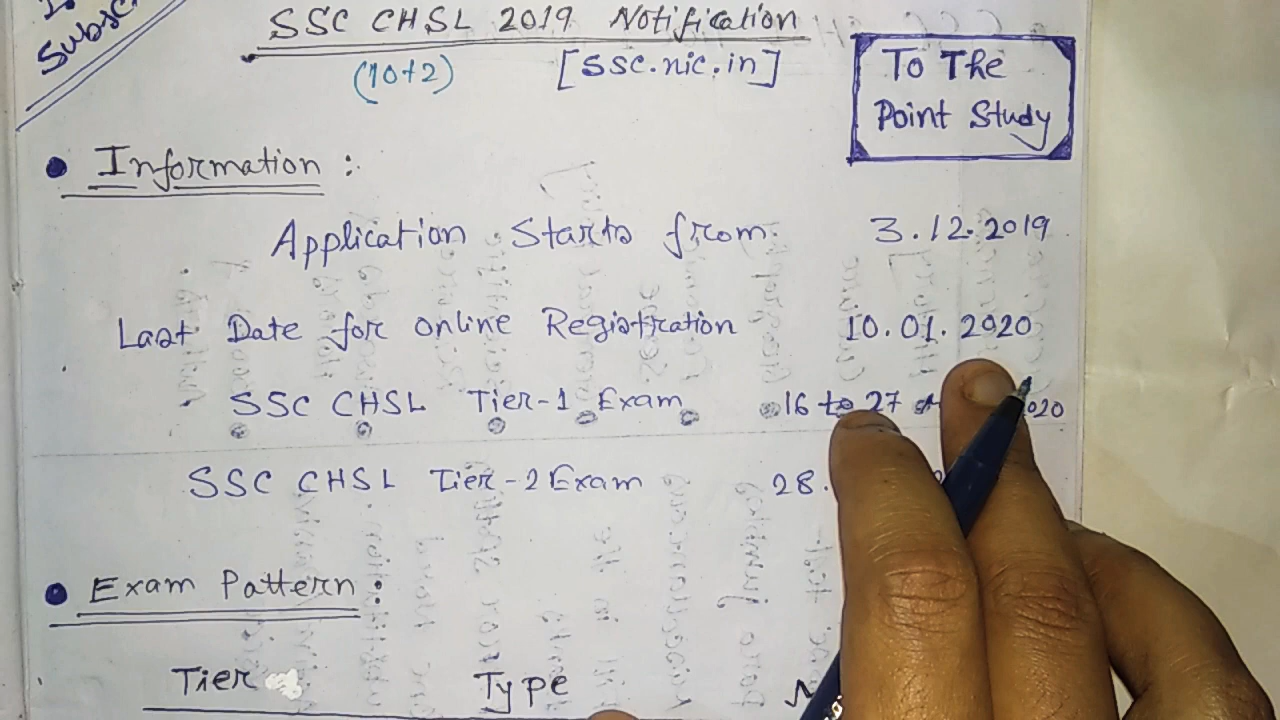 Subsc
SSC CHSL 2019 Notification
(10+2) [ssc.nic.in]
To The
Point Study
• Information :
Application Starts from 3.12.2019
Last Date for online Registration 10.01.2020
SSC CHSL Tier-1 Exam 16 to 27 020
SSC CHSL Tier-2 Exam 28.
• Exam Pattern :
Tier Type